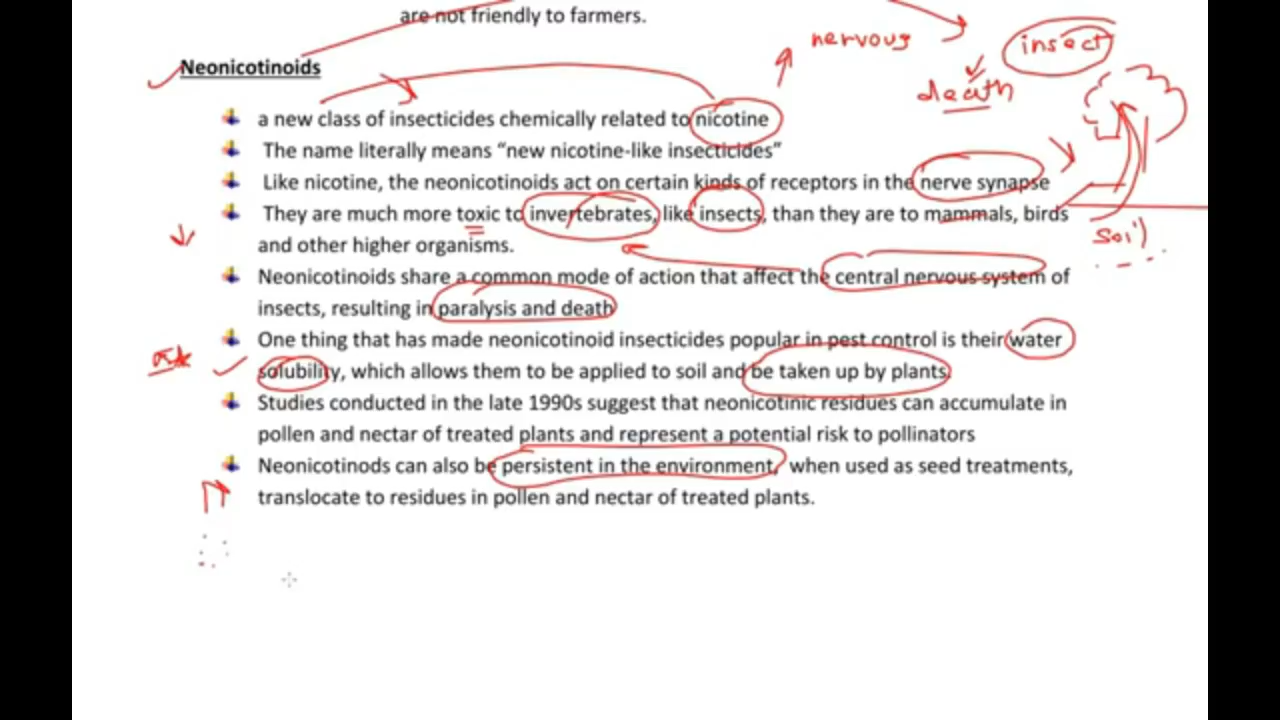 are not friendly to farmers.
nervous
insect
death
Neonicotinoids
a new class of insecticides chemically related to nicotine
The name literally means “new nicotine-like insecticides”
Like nicotine, the neonicotinoids act on certain kinds of receptors in the nerve synapse
They are much more toxic to invertebrates, like insects, than they are to mammals, birds
and other higher organisms.
soil
Neonicotinoids share a common mode of action that affect the central nervous system of
insects, resulting in paralysis and death
One thing that has made neonicotinoid insecticides popular in pest control is their water
solubility, which allows them to be applied to soil and be taken up by plants.
Studies conducted in the late 1990s suggest that neonicotinic residues can accumulate in
pollen and nectar of treated plants and represent a potential risk to pollinators
Neonicotinods can also be persistent in the environment, when used as seed treatments,
translocate to residues in pollen and nectar of treated plants.